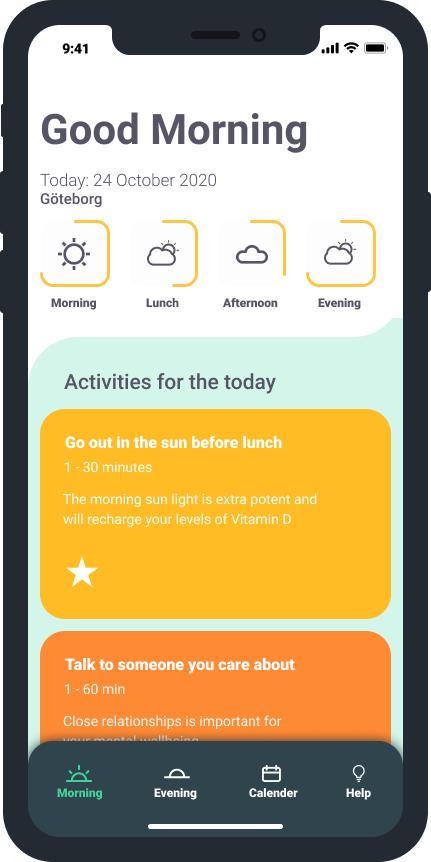 9:41
Good Morning
Today: 24 October 2020
Göteborg
Morning Lunch Afternoon Evening
Activities for the today
Go out in the sun before lunch
1 - 30 minutes
The morning sun light is extra potent and
will recharge your levels of Vitamin D
Talk to someone you care about
1 - 60 min
Close relationships is important for
your mental wellbeing
Morning Evening Calender Help